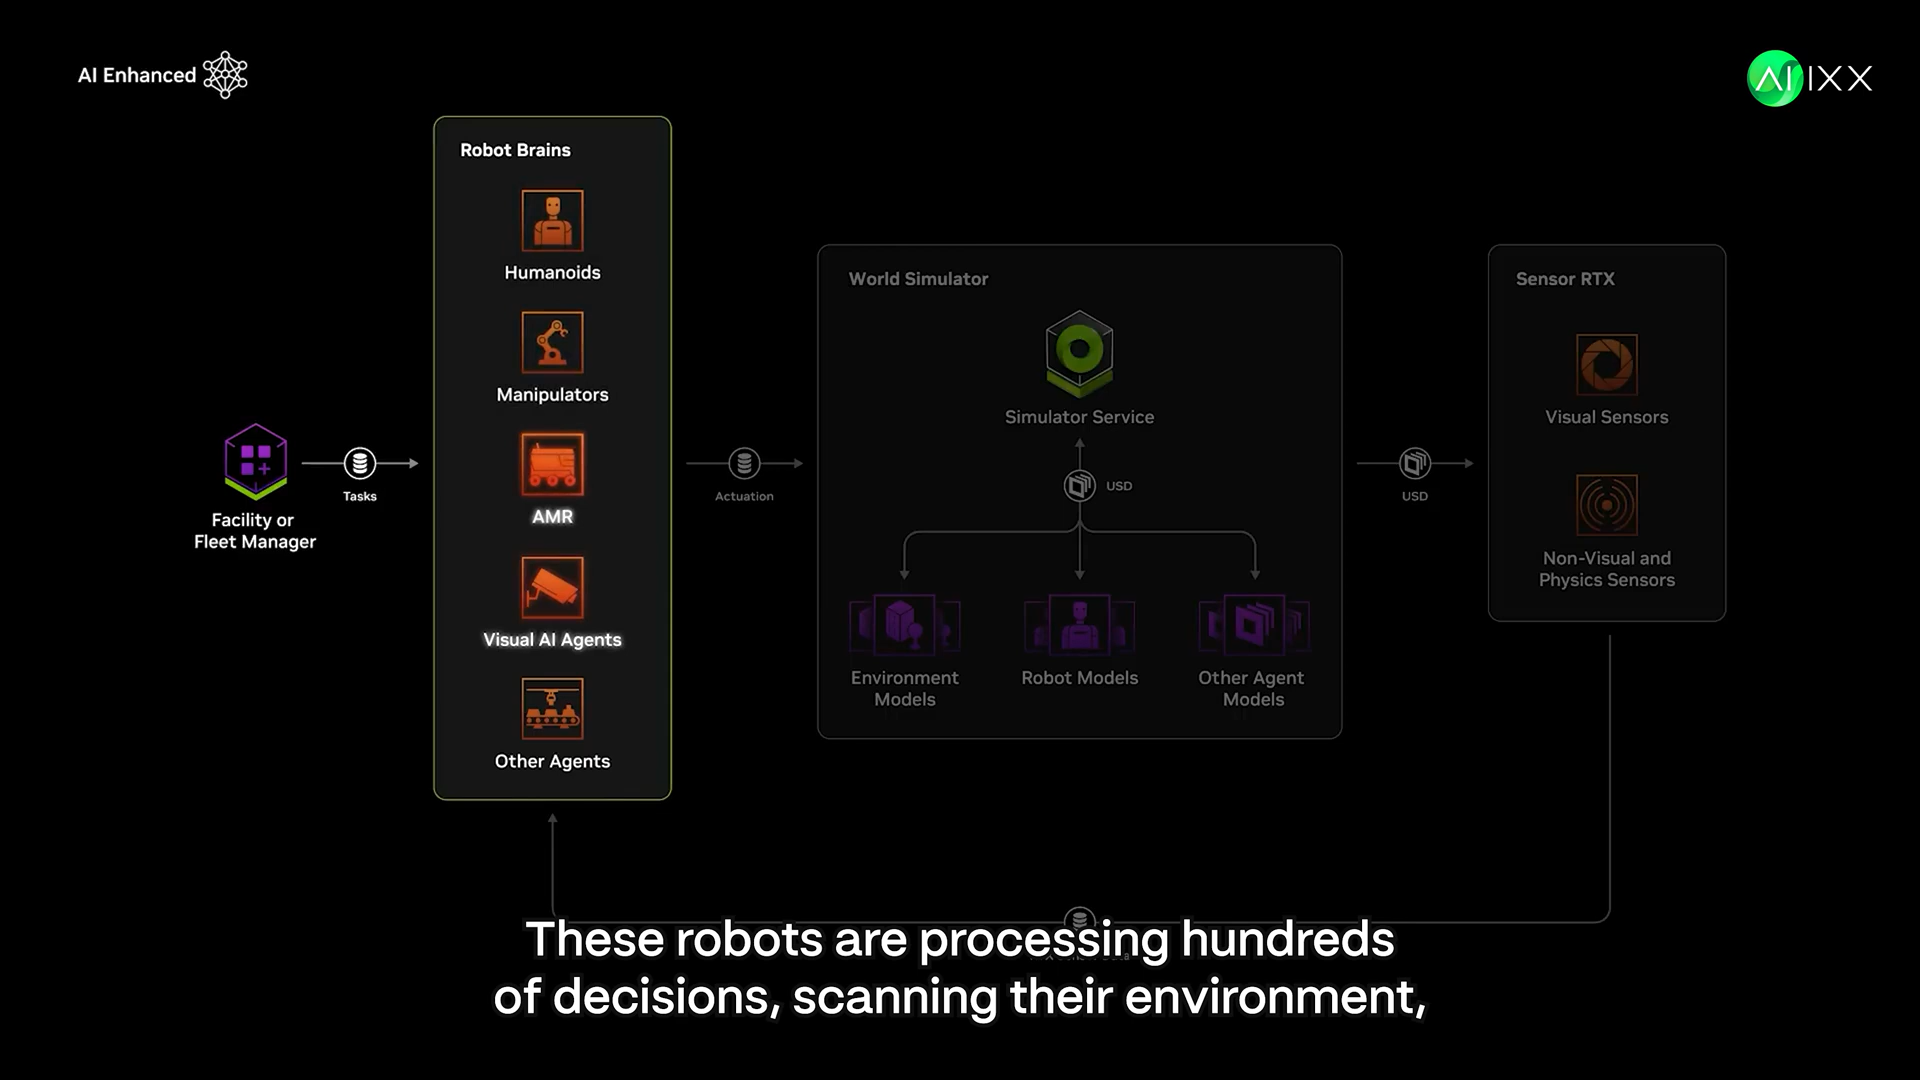 AI Enhanced
AI IXX
Robot Brains
Humanoids
Manipulators
AMR
Visual AI Agents
Other Agents
Facility or
Fleet Manager
Tasks
Actuation
World Simulator
Simulator Service
USD
Environment
Models
Robot Models
Other Agent
Models
USD
Sensor RTX
Visual Sensors
Non-Visual and
Physics Sensors
These robots are processing hundreds
of decisions, scanning their environment,